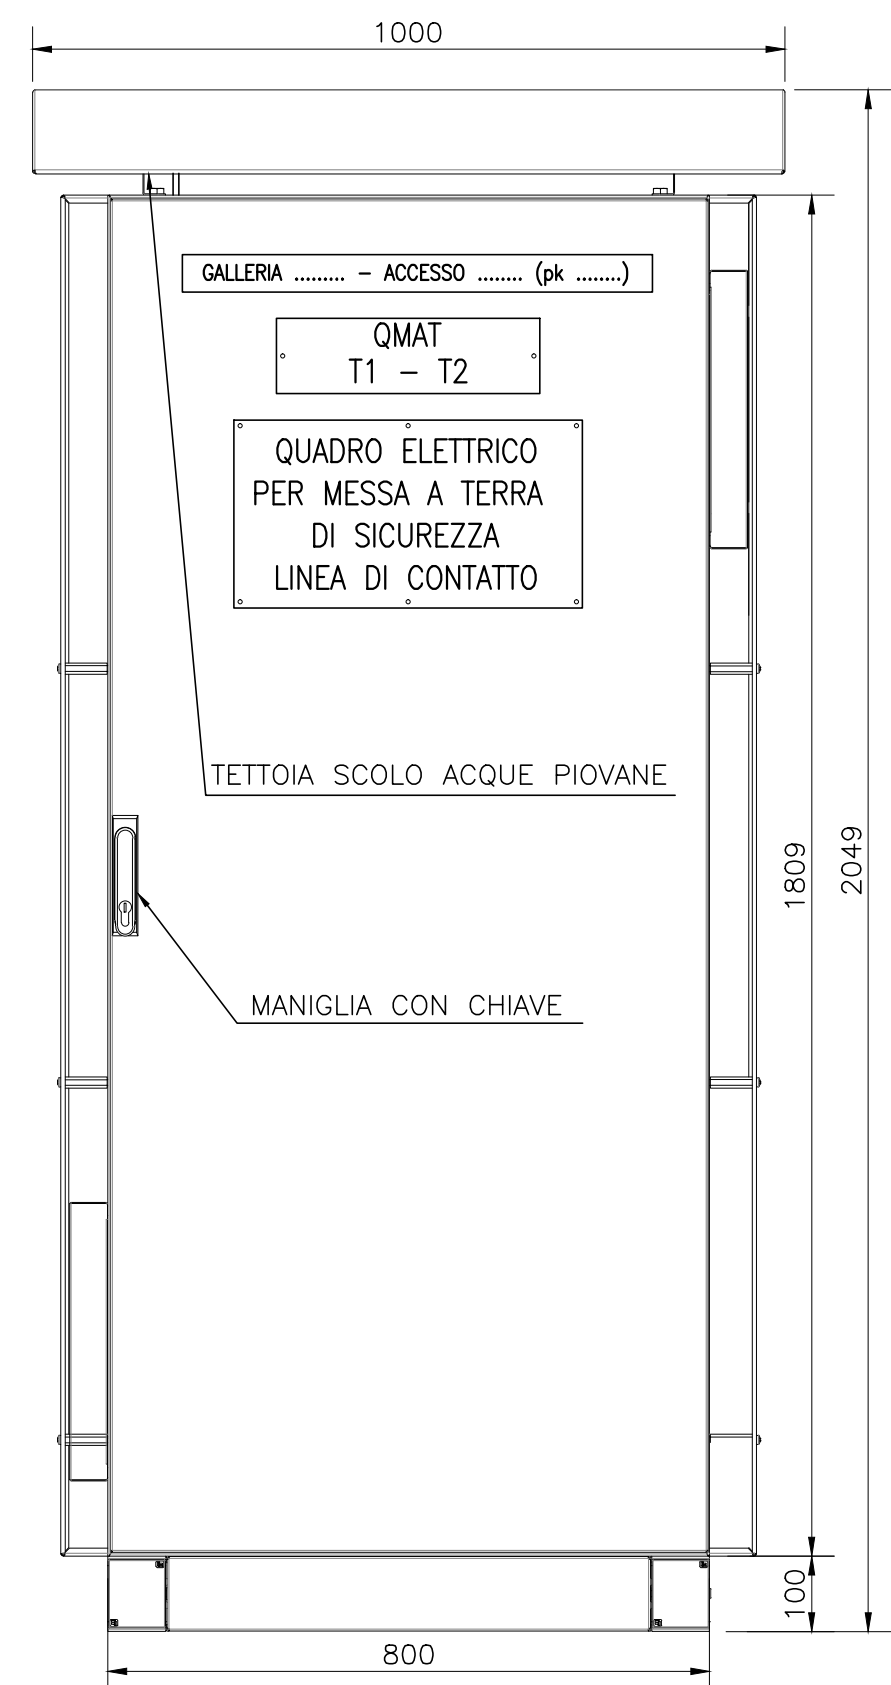 1000
GALLERIA ......... - ACCESSO ........ (pk ........)
QMAT
T1 - T2
QUADRO ELETTRICO
PER MESSA A TERRA
DI SICUREZZA
LINEA DI CONTATTO
TETTOIA SCOLO ACQUE PIOVANE
1809
2049
MANIGLIA CON CHIAVE
100
800